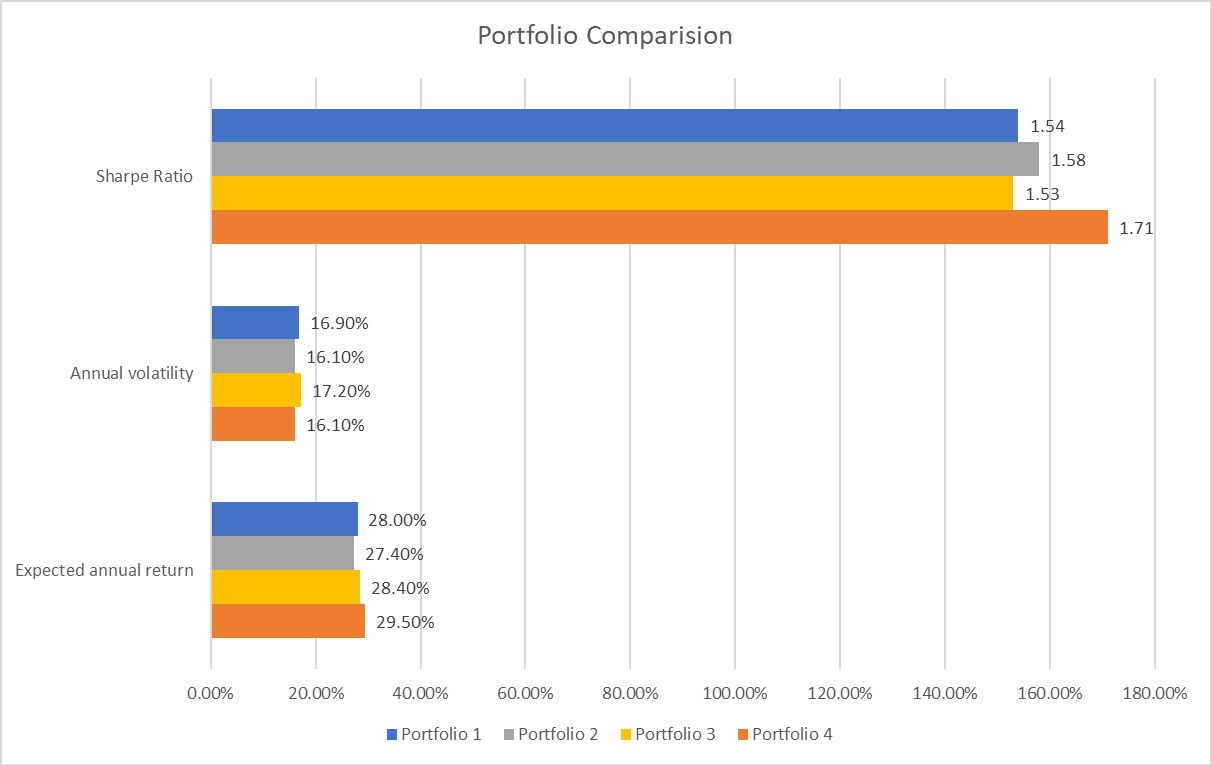 Portfolio Comparision
Sharpe Ratio
1.54
1.58
1.53
1.71
Annual volatility
16.90%
16.10%
17.20%
16.10%
Expected annual return
28.00%
27.40%
28.40%
29.50%
0.00% 20.00% 40.00% 60.00% 80.00% 100.00% 120.00% 140.00% 160.00% 180.00%
Portfolio 1 Portfolio 2 Portfolio 3 Portfolio 4